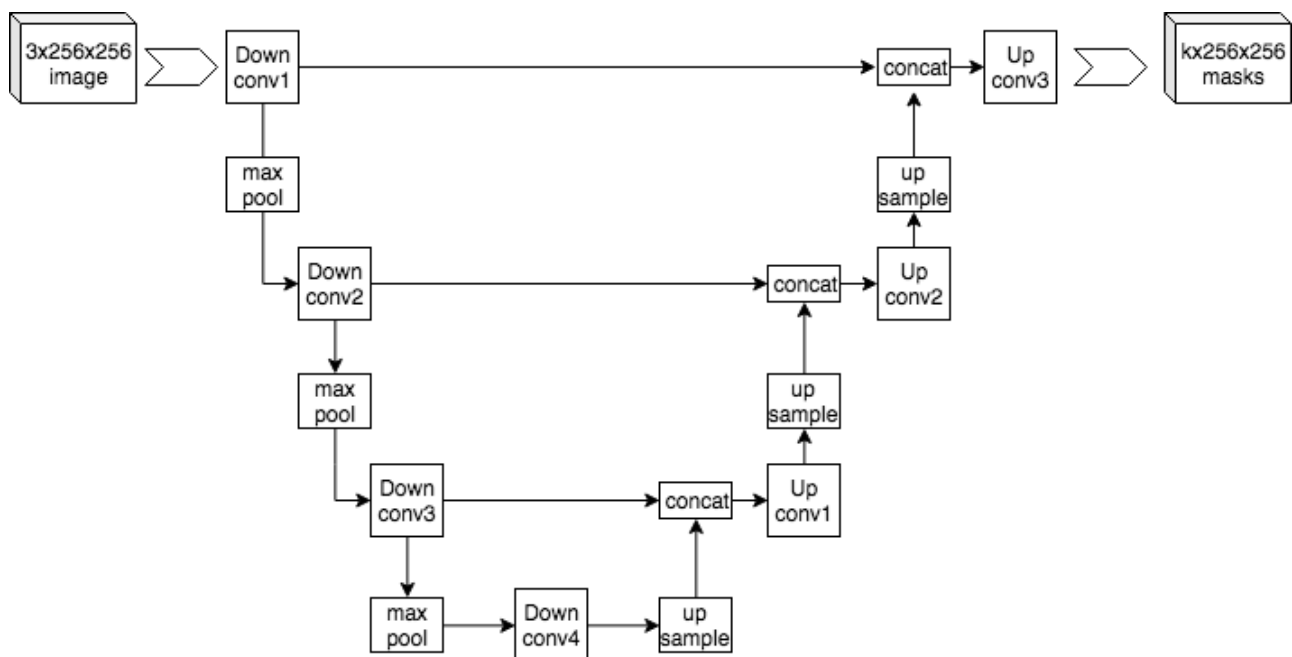 3x256x256
image
Down
conv1
concat
Up
conv3
kx256x256
masks
max
pool
up
sample
Down
conv2
concat
Up
conv2
max
pool
up
sample
Down
conv3
concat
Up
conv1
max
pool
Down
conv4
up
sample